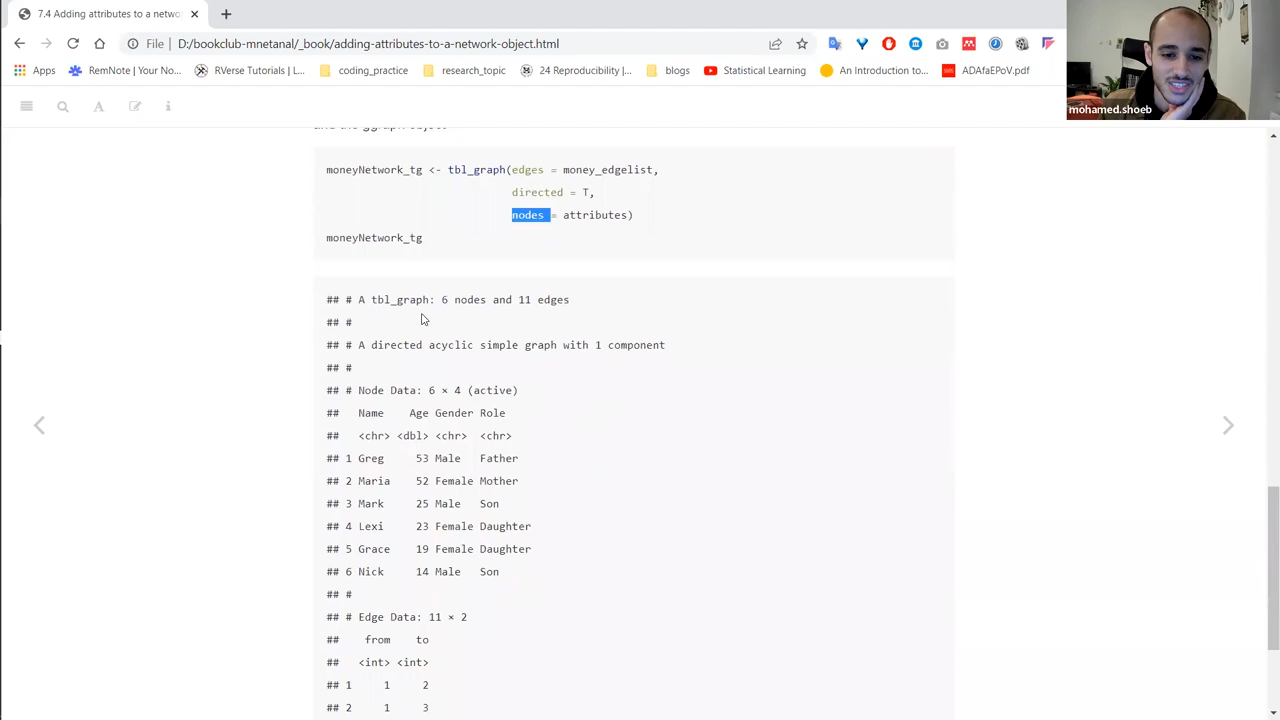 7.4 Adding attributes to a netwo
File
D:/bookclub-mnetanal/_book/adding-attributes-to-a-network-object.html
Apps
RemNote | Your No...
RVersus Tutorials | L...
coding_practice
research_topic
24 Reproducibility |...
blogs
Statistical Learning
An Introduction to...
ADAfaEPoV.pdf
mohamed.shoeb
moneyNetwork_tg <- tbl_graph(edges = money_edgelist,
directed = T,
nodes = attributes)
moneyNetwork_tg
## # A tbl_graph: 6 nodes and 11 edges
## #
## # A directed acyclic simple graph with 1 component
## #
## # Node Data: 6 × 4 (active)
## Name Age Gender Role
## <chr> <dbl> <chr> <chr>
## 1 Greg 53 Male Father
## 2 Maria 52 Female Mother
## 3 Mark 25 Male Son
## 4 Lexi 23 Female Daughter
## 5 Grace 19 Female Daughter
## 6 Nick 14 Male Son
## #
## # Edge Data: 11 × 2
## from to
## <int> <int>
## 1 1 2
## 2 1 3